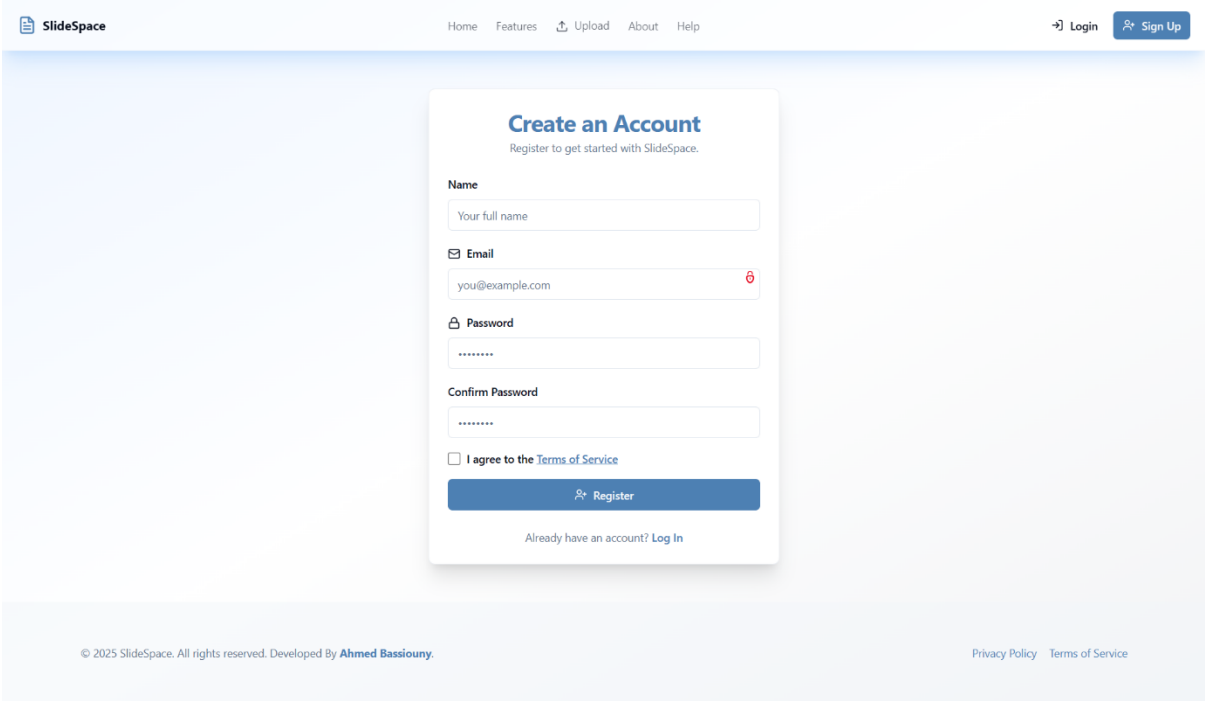 SlideSpace
Home Features Upload About Help
Login
Sign Up
Create an Account
Register to get started with SlideSpace.
Name
Your full name
Email
you@example.com
Password
••••••••
Confirm Password
••••••••
I agree to the Terms of Service
Register
Already have an account? Log In
© 2025 SlideSpace. All rights reserved. Developed By Ahmed Bassiouny.
Privacy Policy Terms of Service